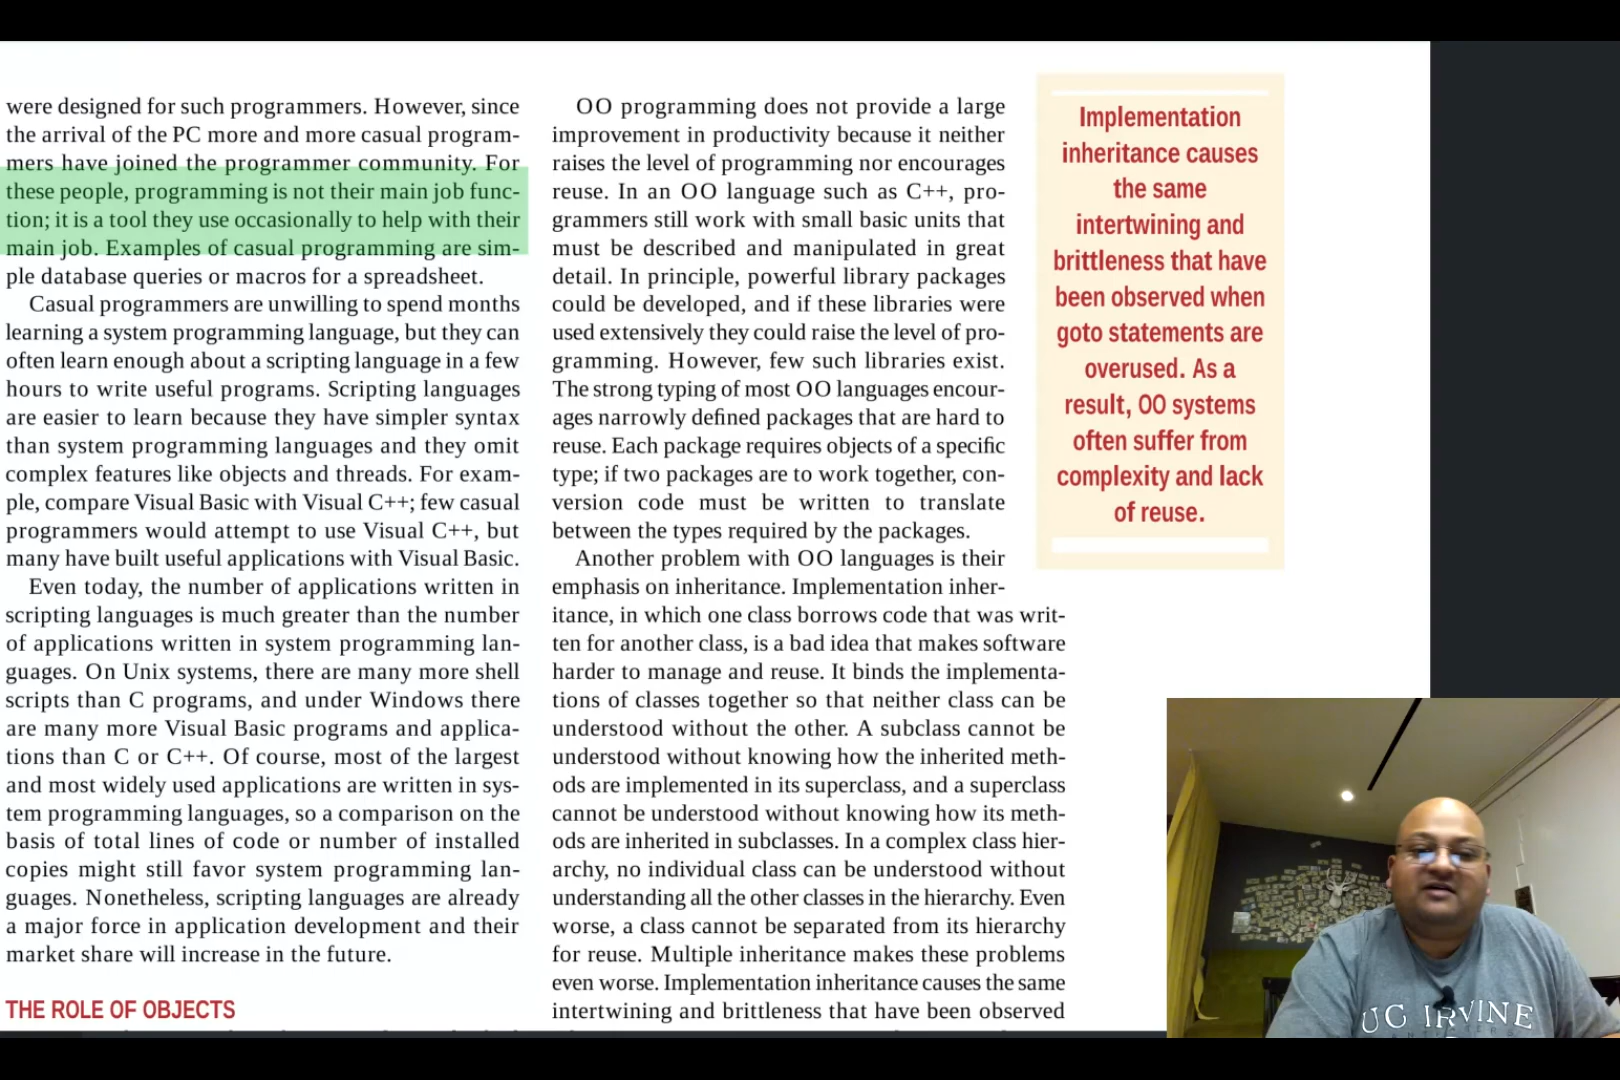 were designed for such programmers. However, since
the arrival of the PC more and more casual program-
mers have joined the programmer community. For
these people, programming is not their main job func-
tion; it is a tool they use occasionally to help with their
main job. Examples of casual programming are sim-
ple database queries or macros for a spreadsheet.
Casual programmers are unwilling to spend months
learning a system programming language, but they can
often learn enough about a scripting language in a few
hours to write useful programs. Scripting languages
are easier to learn because they have simpler syntax
than system programming languages and they omit
complex features like objects and threads. For exam-
ple, compare Visual Basic with Visual C++; few casual
programmers would attempt to use Visual C++, but
many have built useful applications with Visual Basic.
Even today, the number of applications written in
scripting languages is much greater than the number
of applications written in system programming lan-
guages. On Unix systems, there are many more shell
scripts than C programs, and under Windows there
are many more Visual Basic programs and applica-
tions than C or C++. Of course, most of the largest
and most widely used applications are written in sys-
tem programming languages, so a comparison on the
basis of total lines of code or number of installed
copies might still favor system programming lan-
guages. Nonetheless, scripting languages are already
a major force in application development and their
market share will increase in the future.
THE ROLE OF OBJECTS
OO programming does not provide a large
improvement in productivity because it neither
raises the level of programming nor encourages
reuse. In an OO language such as C++, pro-
grammers still work with small basic units that
must be described and manipulated in great
detail. In principle, powerful library packages
could be developed, and if these libraries were
used extensively they could raise the level of pro-
gramming. However, few such libraries exist.
The strong typing of most OO languages encour-
ages narrowly defined packages that are hard to
reuse. Each package requires objects of a specific
type; if two packages are to work together, con-
version code must be written to translate
between the types required by the packages.
Another problem with OO languages is their
emphasis on inheritance. Implementation inher-
itance, in which one class borrows code that was writ-
ten for another class, is a bad idea that makes software
harder to manage and reuse. It binds the implementa-
tions of classes together so that neither class can be
understood without the other. A subclass cannot be
understood without knowing how the inherited meth-
ods are implemented in its superclass, and a superclass
cannot be understood without knowing how its meth-
ods are inherited in subclasses. In a complex class hier-
archy, no individual class can be understood without
understanding all the other classes in the hierarchy. Even
worse, a class cannot be separated from its hierarchy
for reuse. Multiple inheritance makes these problems
even worse. Implementation inheritance causes the same
intertwining and brittleness that have been observed
Implementation
inheritance causes
the same
intertwining and
brittleness that have
been observed when
goto statements are
overused. As a
result, OO systems
often suffer from
complexity and lack
of reuse.
UC IRVINE